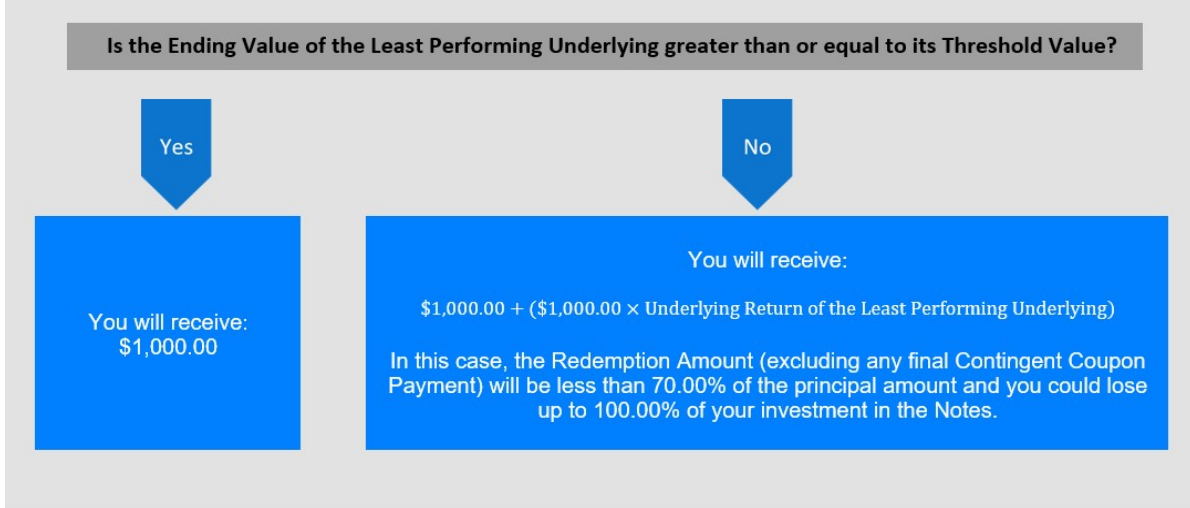 Is the Ending Value of the Least Performing Underlying greater than or equal to its Threshold Value?
Yes
No
You will receive:
$1,000.00
You will receive:
$1,000.00 + ($1,000.00 × Underlying Return of the Least Performing Underlying)
In this case, the Redemption Amount (excluding any final Contingent Coupon
Payment) will be less than 70.00% of the principal amount and you could lose
up to 100.00% of your investment in the Notes.